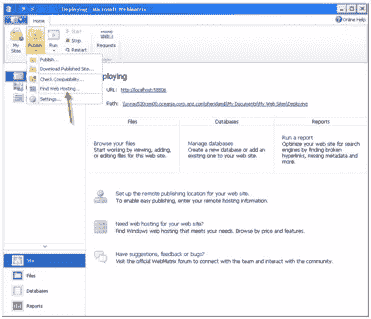 Deploying - Microsoft WebMatrix
Home
Online Help
My Sites
Publish
Run
Start
Stop
Restart
Requests
Publish...
Download Published Site...
Check Compatibility...
Find Web Hosting...
Settings...
Deploying
URL:
Path:
Files
Databases
Reports
Browse your files
Start working by viewing, adding,
and editing files for this web site.
Manage databases
Create a new database or add an
existing one to your web site.
Run a report
Optimize your web site for search
engines by finding broken
hyperlinks, missing metadata and
more.
Set up the remote publishing location for your web site.
To enable easy publishing, enter your remote hosting information.
Need web hosting for your web site?
Find Windows web hosting that meets your needs. Browse by price and features.
Have suggestions, feedback or bugs?
Visit the official WebMatrix forum to connect with the team and interact with the community.
Site
Files
Databases
Reports